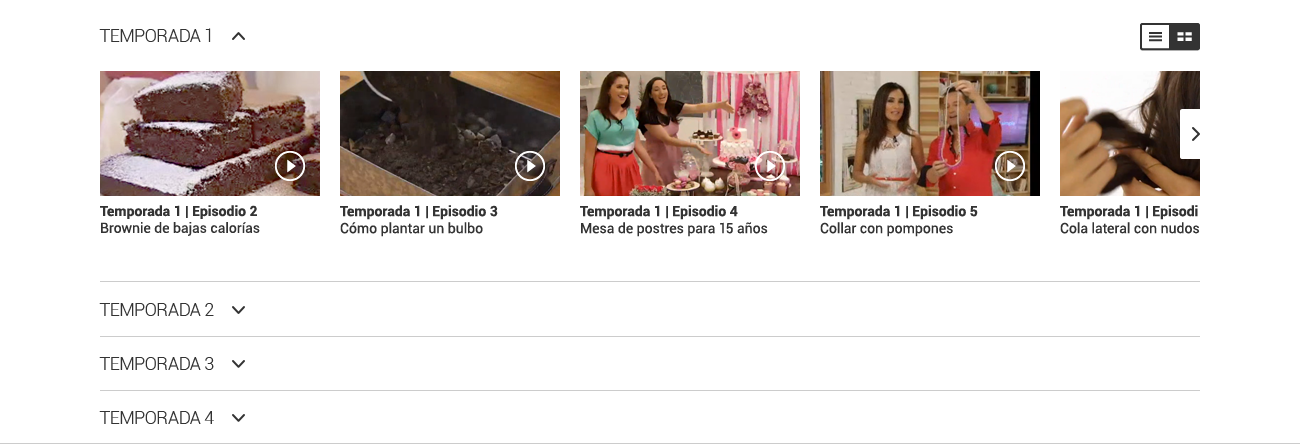 TEMPORADA 1
Temporada 1 | Episodio 2
Brownie de bajas calorías
Temporada 1 | Episodio 3
Cómo plantar un bulbo
Temporada 1 | Episodio 4
Mesa de postres para 15 años
Temporada 1 | Episodio 5
Collar con pompones
Temporada 1 | Episodi
Cola lateral con nudos
TEMPORADA 2
TEMPORADA 3
TEMPORADA 4